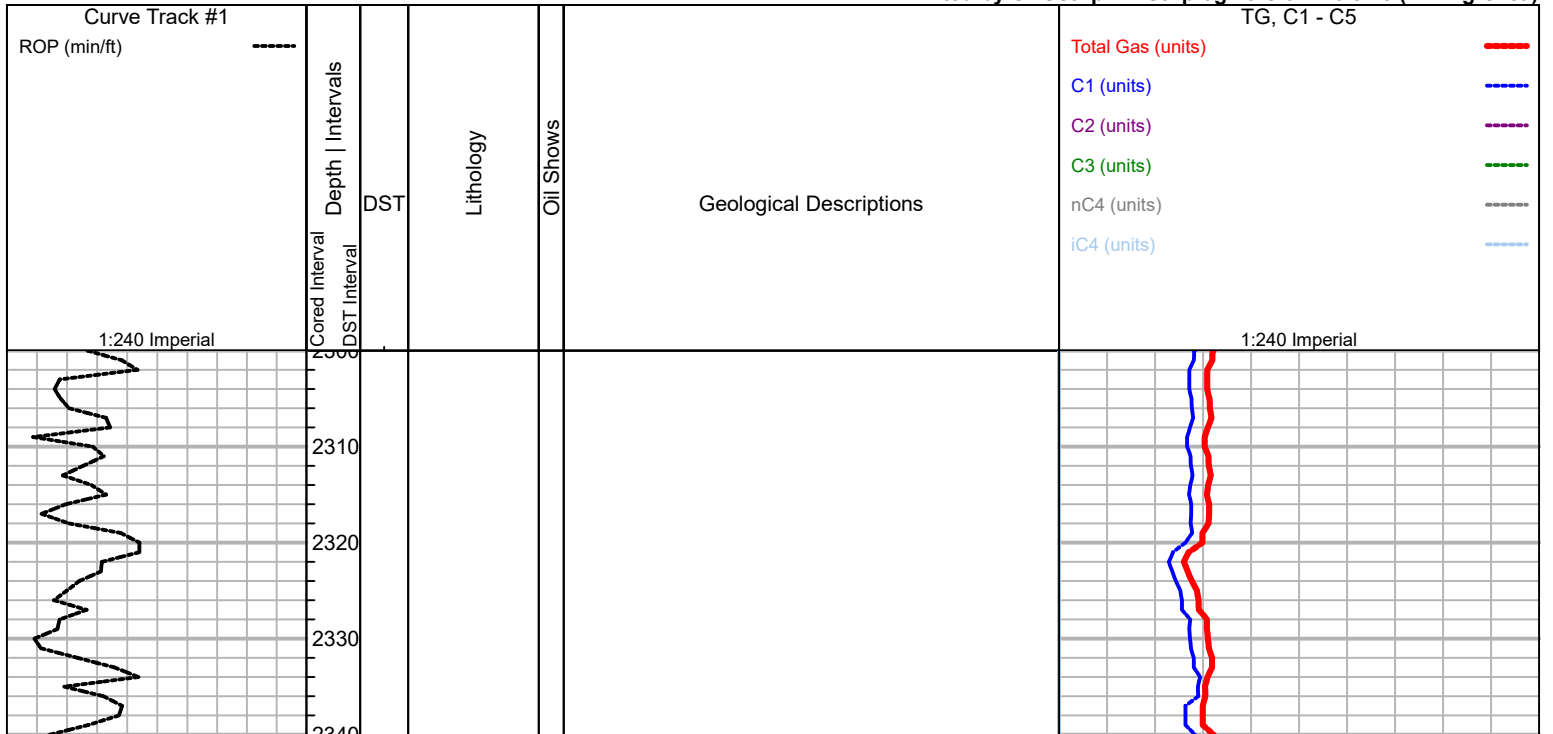 Curve Track #1
ROP (min/ft)
1:240 Imperial
Depth | Intervals
Cored Interval
DST Interval
DST
Lithology
Oil Shows
Geological Descriptions
TG, C1 - C5
Total Gas (units)
C1 (units)
C2 (units)
C3 (units)
nC4 (units)
iC4 (units)
1:240 Imperial
2300
2310
2320
2330
2340